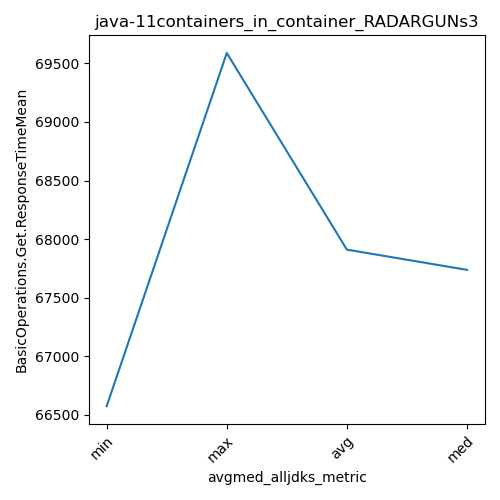 java-11containers_in_container_RADARGUNs3
BasicOperations.Get.ResponseTimeMean
69500
69000
68500
68000
67500
67000
66500
min
max
avg
med
avgmed_alljdks_metric